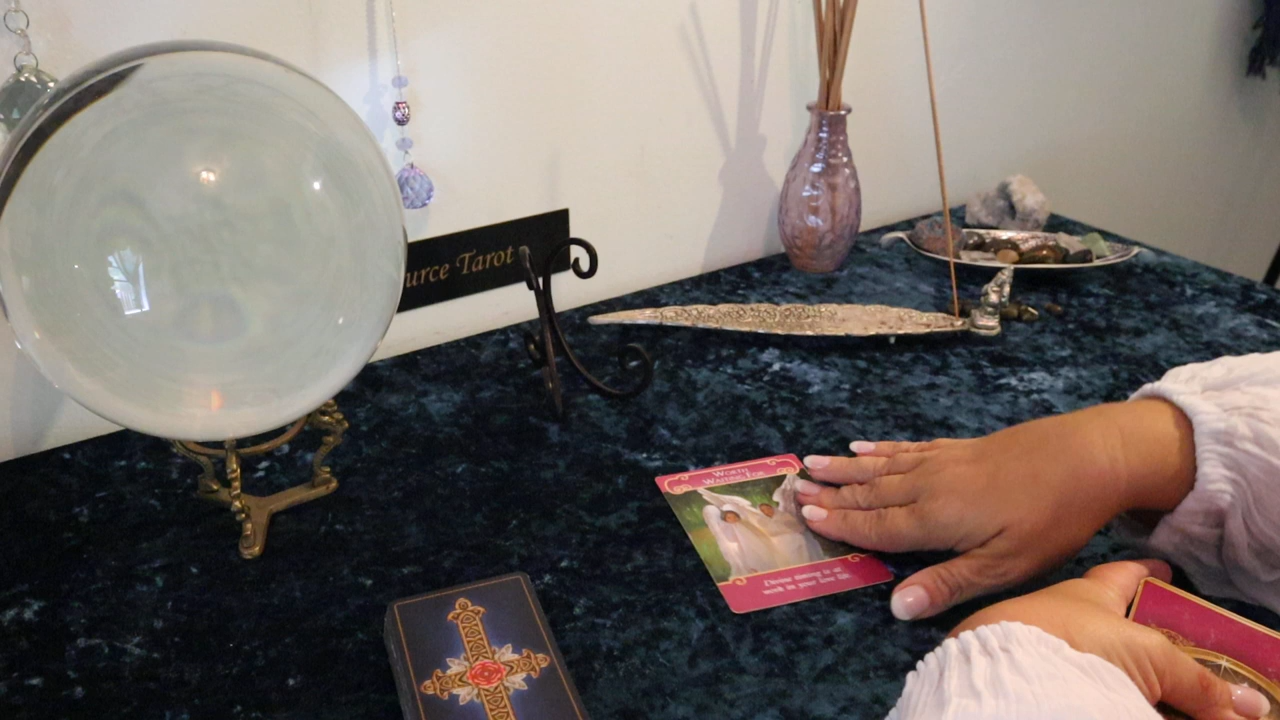 urce Tarot
WORTH
WAITING FOR
Divine timing is at
work in your love life.